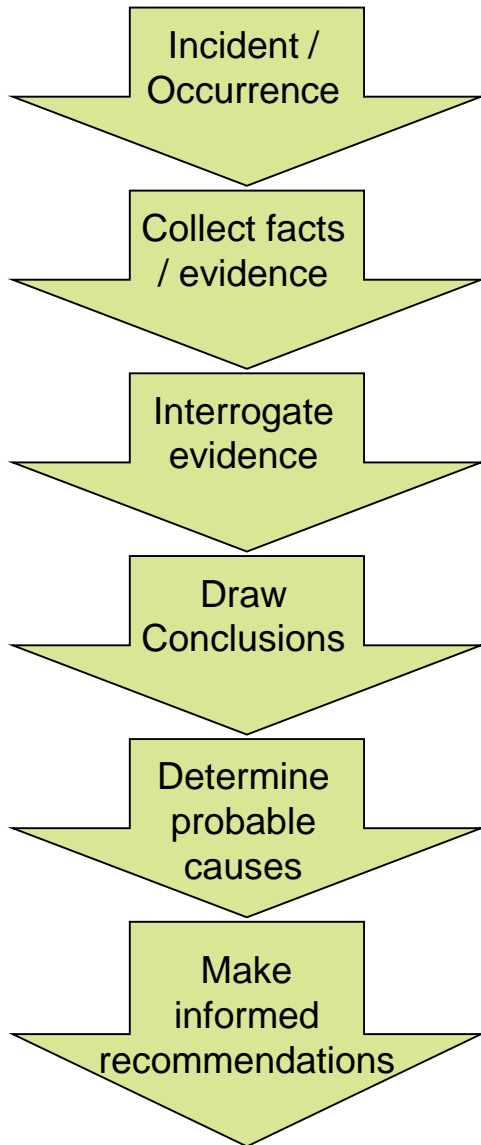 Incident /
Occurrence
Collect facts
/ evidence
Interrogate
evidence
Draw
Conclusions
Determine
probable
causes
Make
informed
recommendations